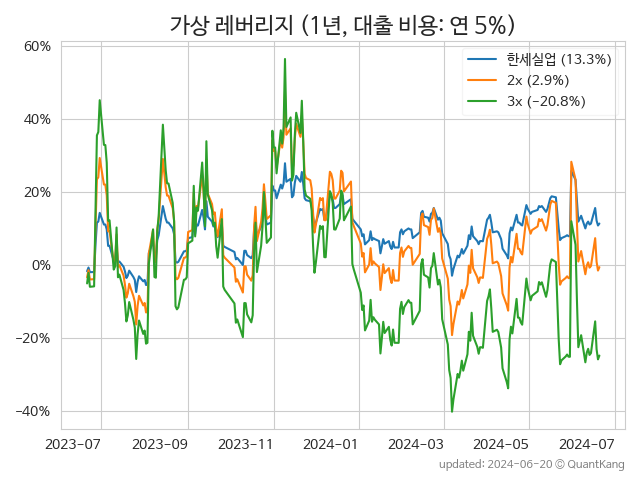 가상 레버리지 (1년, 대출 비용: 연 5%)
60%
40%
20%
0%
−20%
−40%
한세실업 (13.3%)
2x (2.9%)
3x (−20.8%)
2023-07
2023-09
2023-11
2024-01
2024-03
2024-05
2024-07
updated: 2024-06-20 © QuantKang